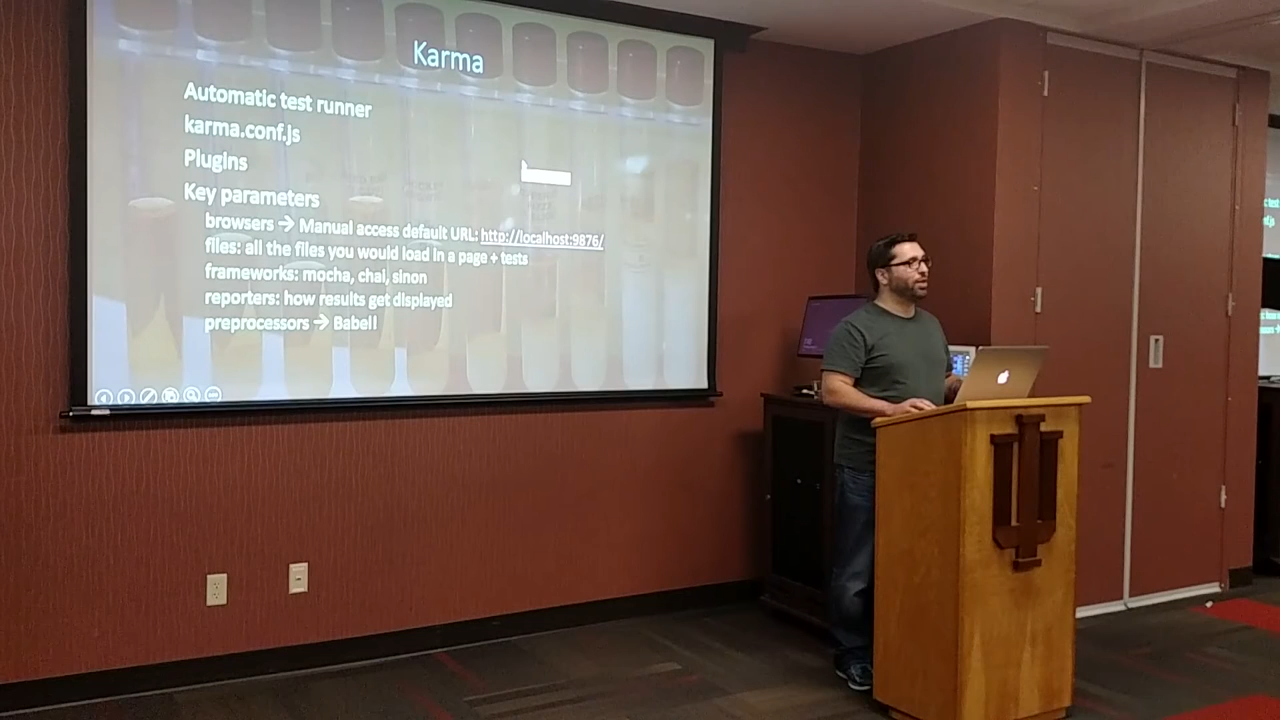 Karma
Automatic test runner
karma.conf.js
Plugins
Key parameters
browsers → Manual access default URL: http://localhost:9876/
files: all the files you would load in a page + tests
frameworks: mocha, chai, sinon
reporters: how results get displayed
preprocessors → Babel!